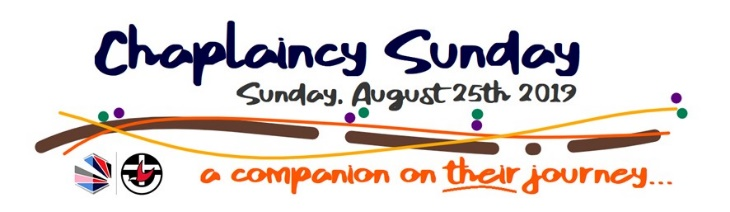 Chaplaincy Sunday
Sunday, August 25th 2019
a companion on their journey...